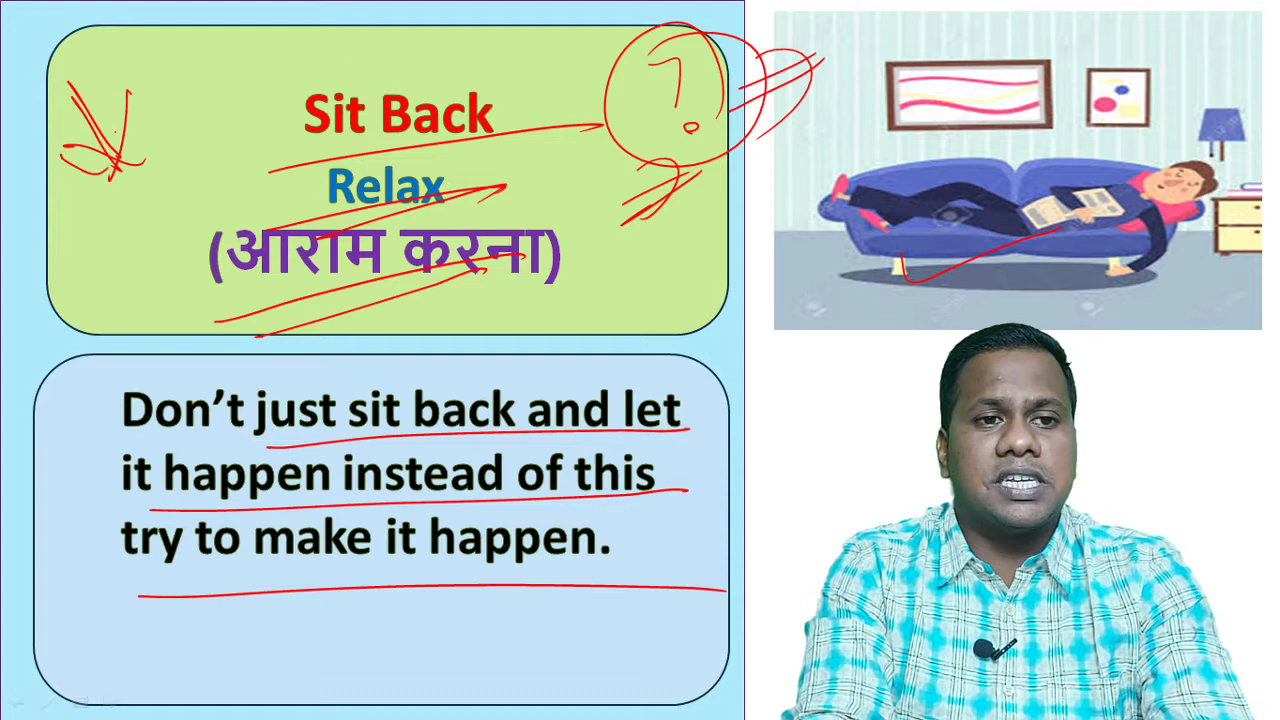 Sit Back
Relax
(आराम करना)
Don't just sit back and let
it happen instead of this
try to make it happen.
?